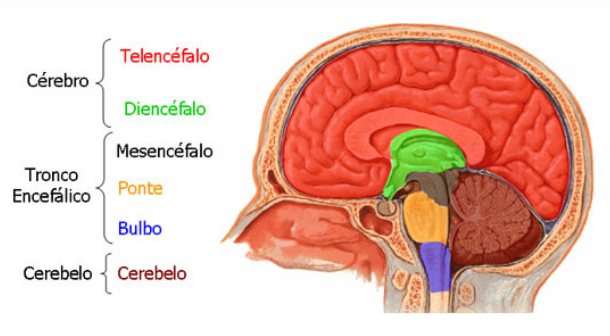 Cérebro
Telencéfalo
Diencéfalo
Tronco
Encefálico
Mesencéfalo
Ponte
Bulbo
Cerebelo
Cerebelo